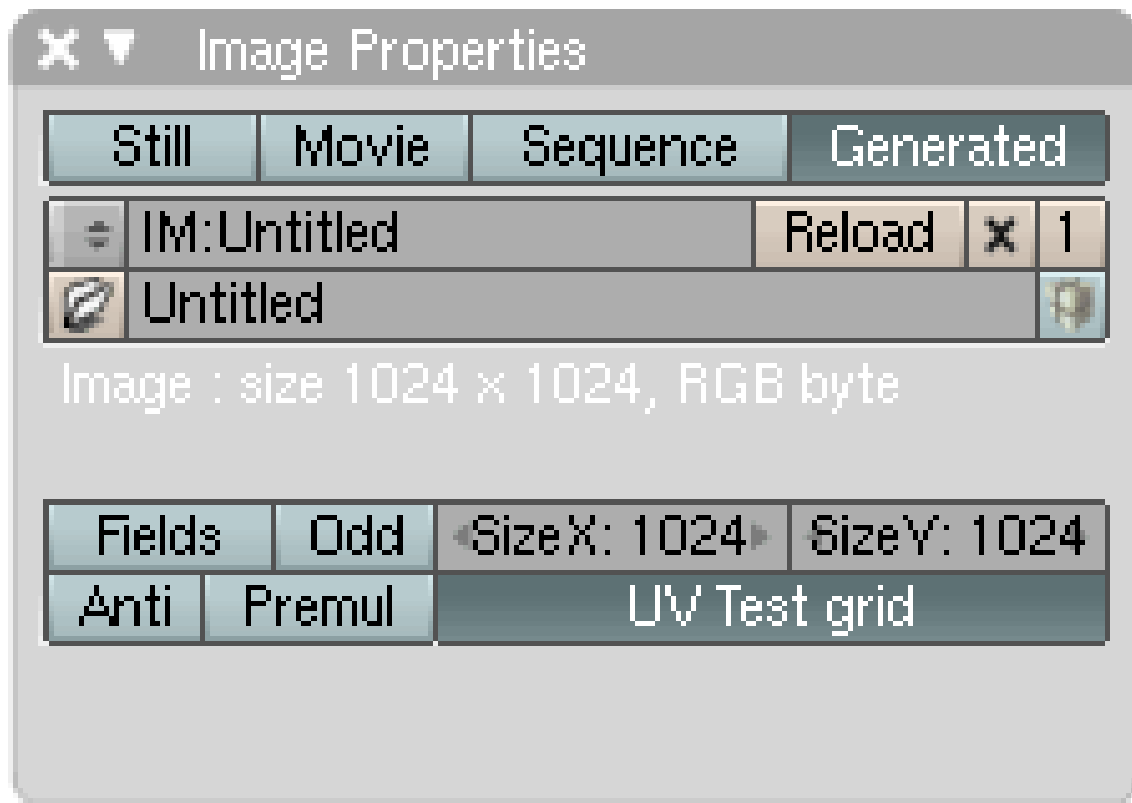 Image Properties
Still Movie Sequence Generated
IM:Untitled Reload x 1
Untitled
Image : size 1024 x 1024, RGB byte
Fields Odd SizeX: 1024 SizeY: 1024
Anti Premul UV Test grid